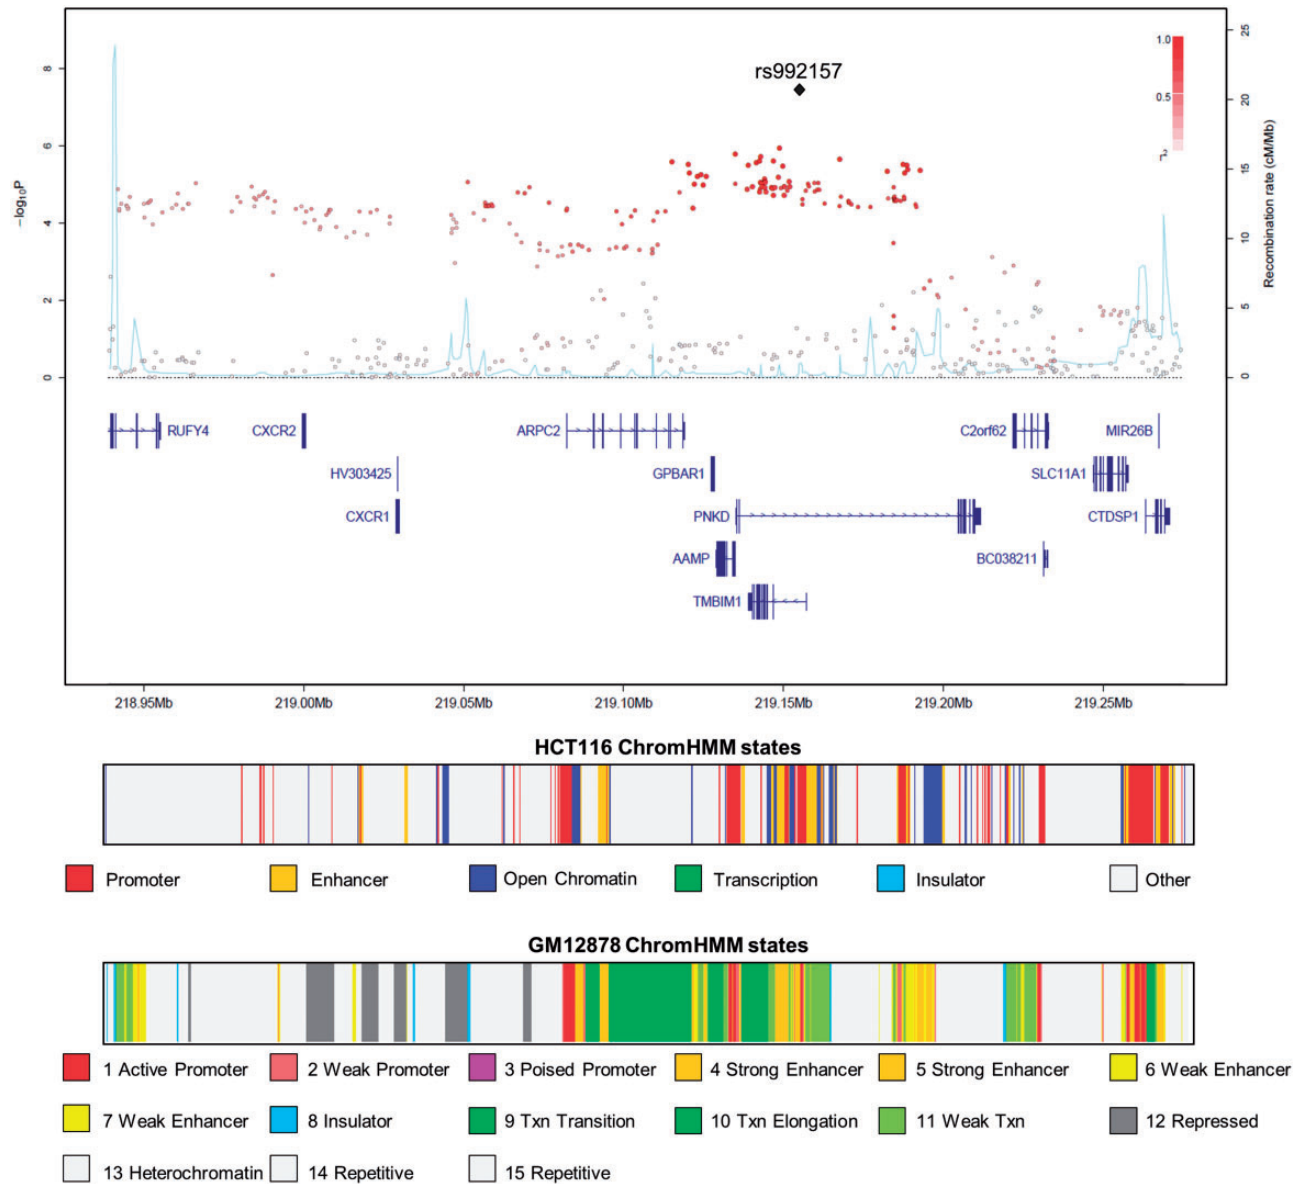 rs992157
1.0
0.5
r2
8
6
4
2
0
−log10P
25
20
15
10
5
0
Recombination rate (cM/Mb)
RUFY4 CXCR2 ARPC2 C2orf62 MIR26B
HV303425 GPBAR1 SLC11A1
CXCR1 PNKD CTDSP1
AAMP BC038211
TMBIM1
218.95Mb 219.00Mb 219.05Mb 219.10Mb 219.15Mb 219.20Mb 219.25Mb
HCT116 ChromHMM states
Promoter Enhancer Open Chromatin Transcription Insulator Other
GM12878 ChromHMM states
1 Active Promoter 2 Weak Promoter 3 Poised Promoter 4 Strong Enhancer 5 Strong Enhancer 6 Weak Enhancer
7 Weak Enhancer 8 Insulator 9 Txn Transition 10 Txn Elongation 11 Weak Txn 12 Repressed
13 Heterochromatin 14 Repetitive 15 Repetitive